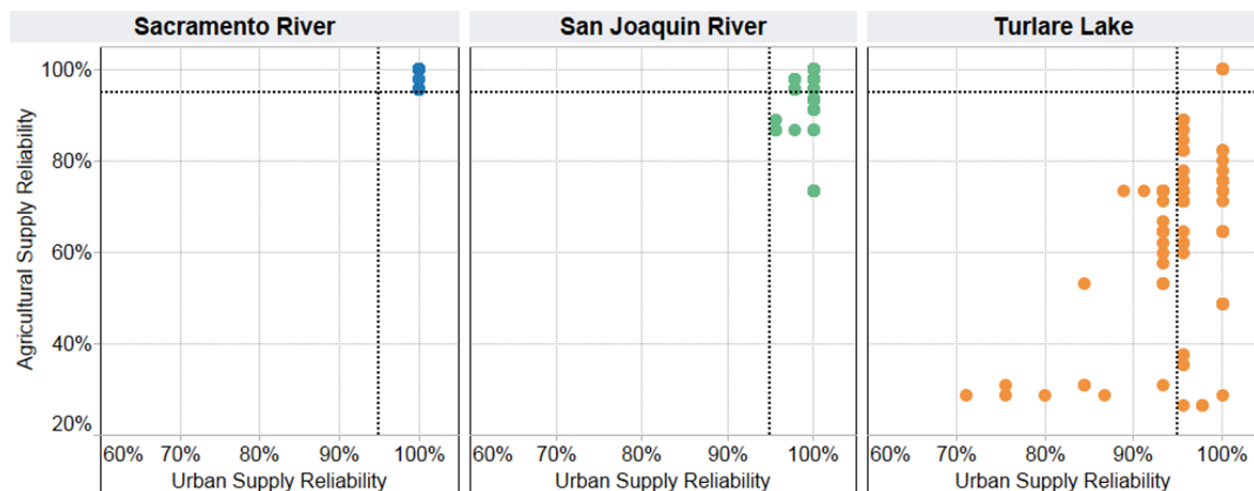 Sacramento River San Joaquin River Turlare Lake
Agricultural Supply Reliability
100%
80%
60%
40%
20%
60% 70% 80% 90% 100% 60% 70% 80% 90% 100% 60% 70% 80% 90% 100%
Urban Supply Reliability Urban Supply Reliability Urban Supply Reliability